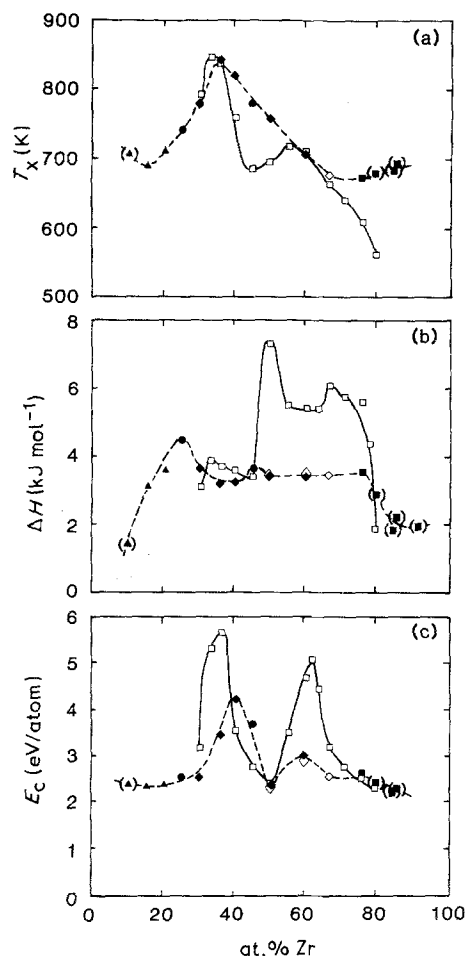 900
800
700
600
500
T_x (K)
(a)
8
6
4
2
0
ΔH (kJ mol⁻¹)
(b)
6
5
4
3
2
1
0
E_C (eV/atom)
(c)
0 20 40 60 80 100
at.% Zr